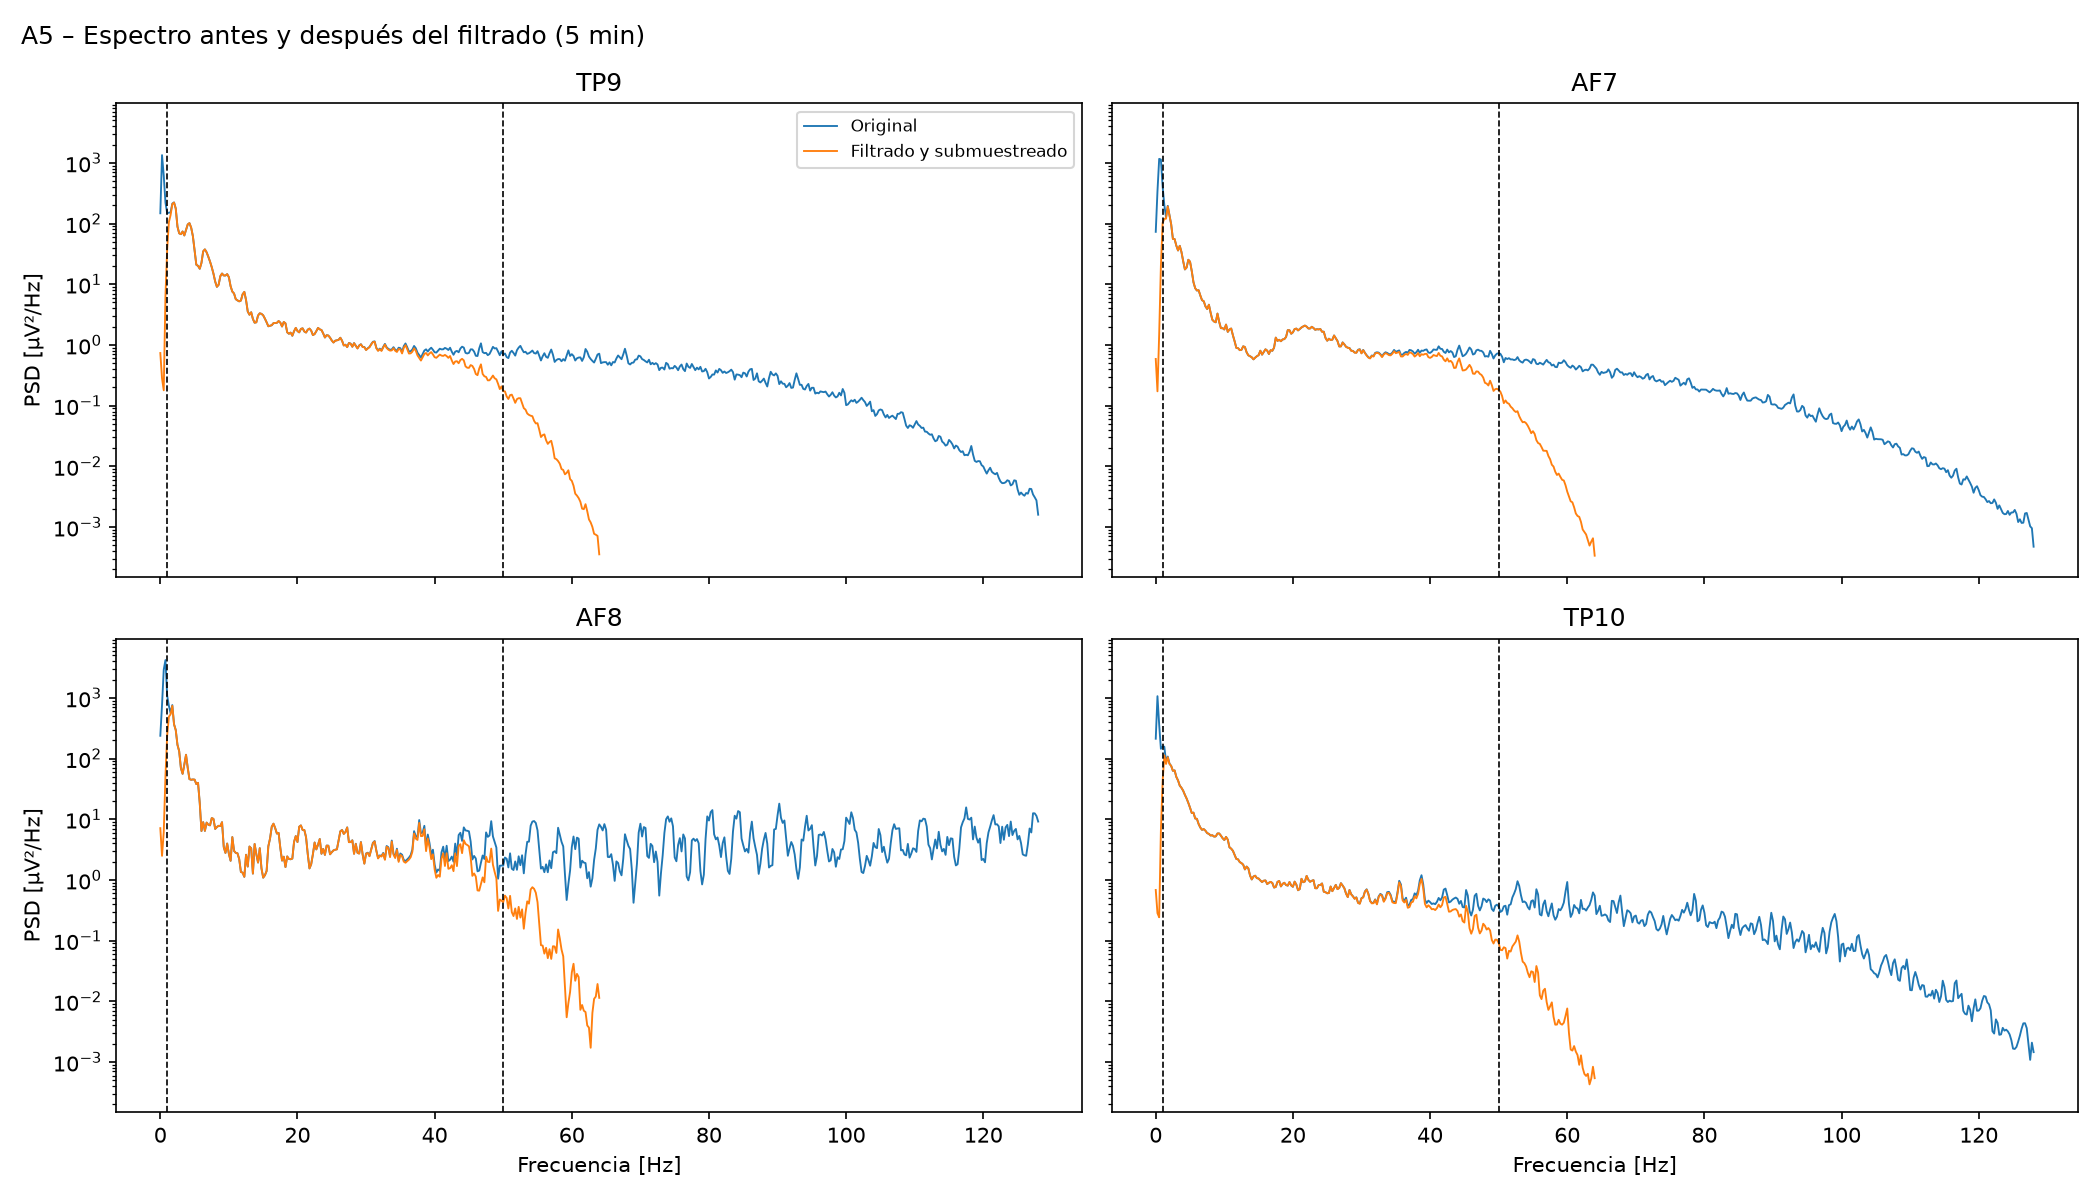 A5 – Espectro antes y después del filtrado (5 min)
TP9
AF7
Original
Filtrado y submuestreado
PSD [µV²/Hz]
10³
10²
10¹
10⁰
10⁻¹
10⁻²
10⁻³
AF8
TP10
PSD [µV²/Hz]
10³
10²
10¹
10⁰
10⁻¹
10⁻²
10⁻³
0 20 40 60 80 100 120
0 20 40 60 80 100 120
Frecuencia [Hz]
Frecuencia [Hz]